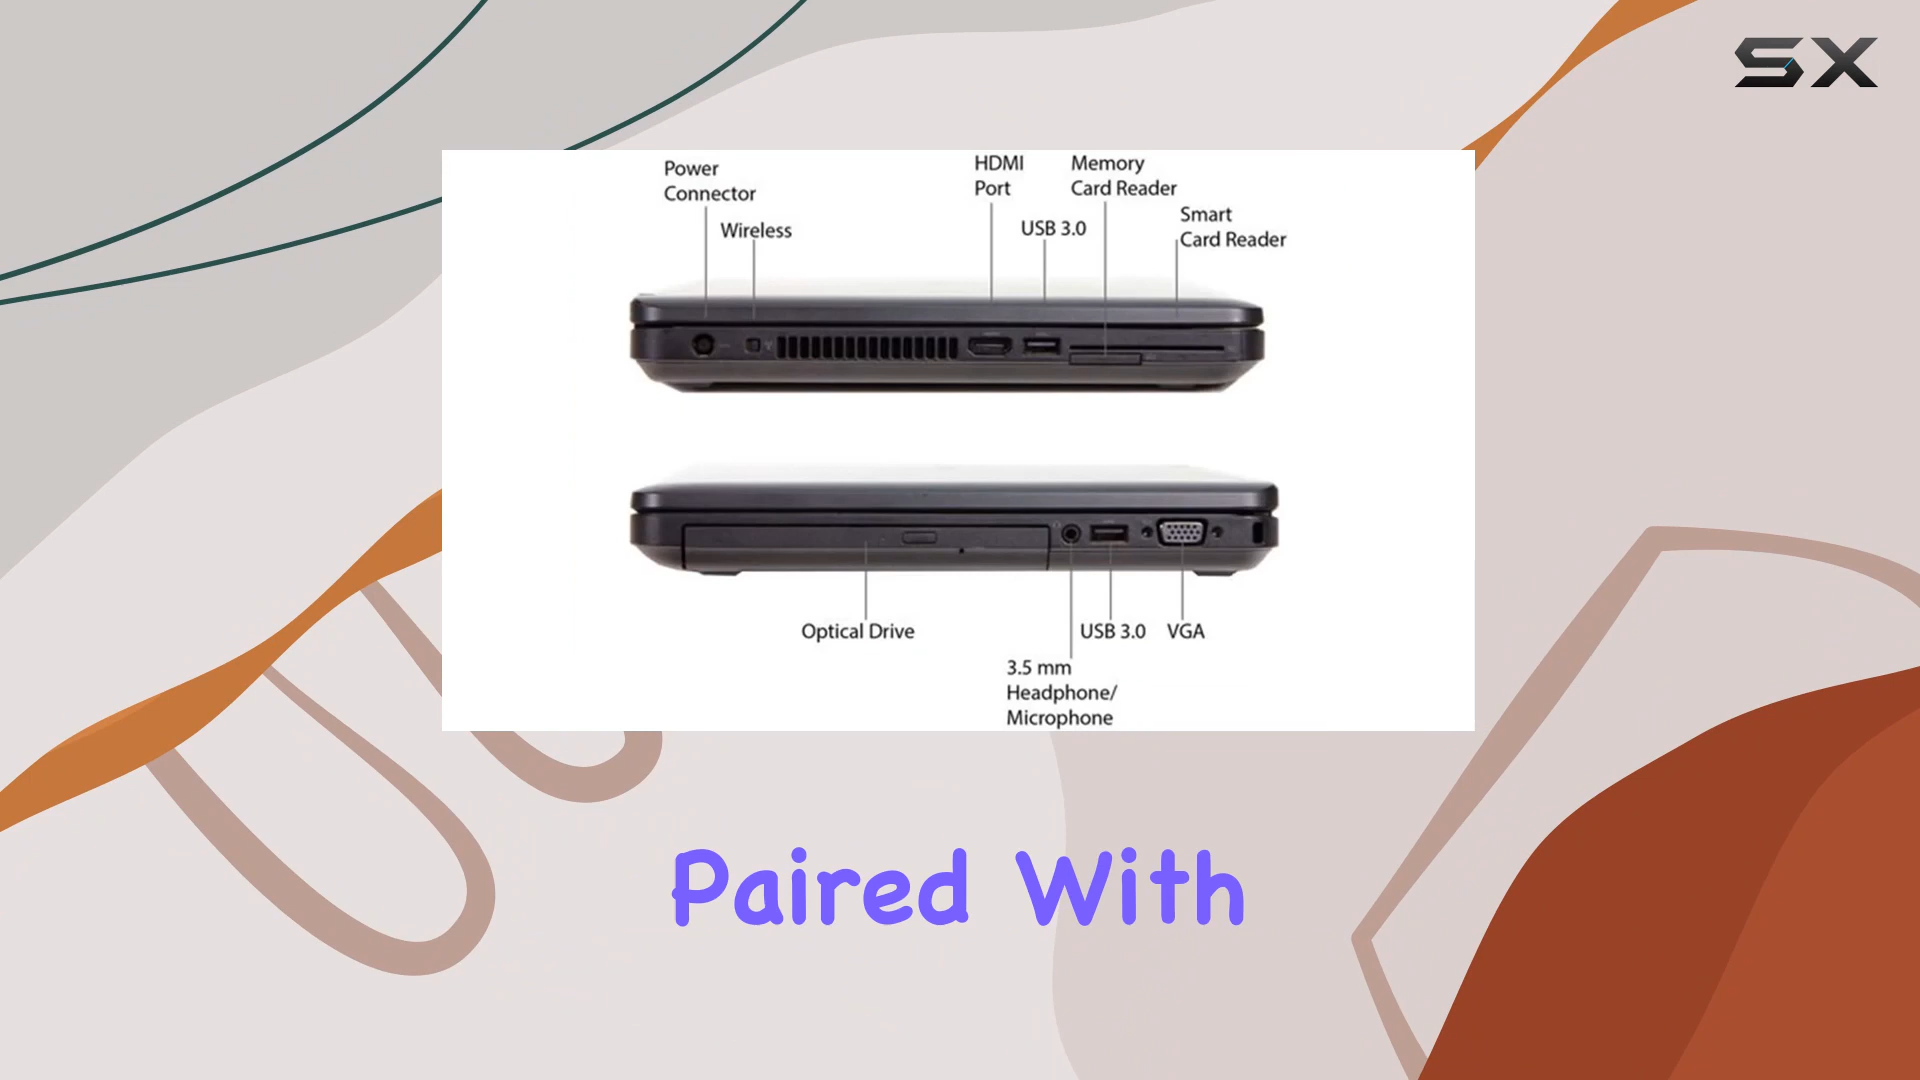 SX
Power
Connector
Wireless
HDMI
Port
USB 3.0
Memory
Card Reader
Smart
Card Reader
Optical Drive
USB 3.0
VGA
3.5 mm
Headphone/
Microphone
Paired With